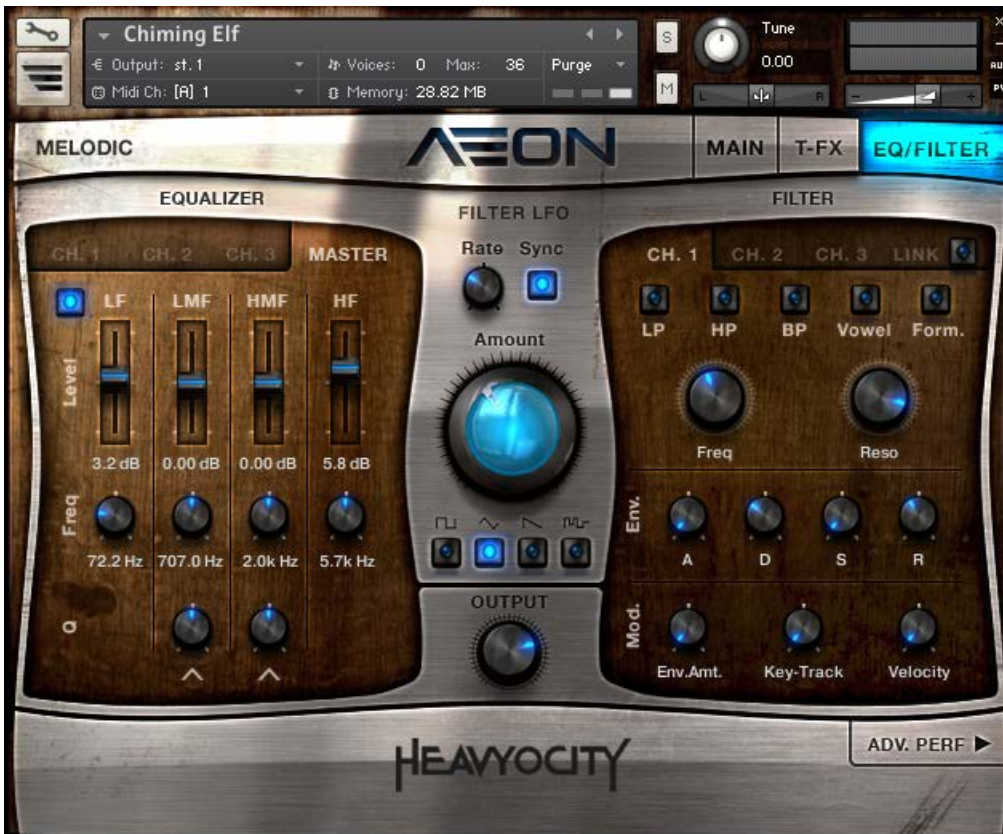 Chiming Elf
Output: st. 1
Voices: 0 Max: 36
Purge
Midi Ch: [A] 1
Memory: 28.82 MB
S
M
Tune
0.00
L R
- +
AU
PV
MELODIC
AEON
MAIN
T-FX
EQ/FILTER
EQUALIZER
CH. 1 CH. 2 CH. 3 MASTER
LF LMF HMF HF
Level
3.2 dB 0.00 dB 0.00 dB 5.8 dB
Freq
72.2 Hz 707.0 Hz 2.0k Hz 5.7k Hz
Q
FILTER LFO
Rate Sync
Amount
OUTPUT
FILTER
CH. 1 CH. 2 CH. 3 LINK
LP HP BP Vowel Form.
Freq Reso
Env.
A D S R
Mod.
Env.Amt. Key-Track Velocity
HEAVYOCITY
ADV. PERF